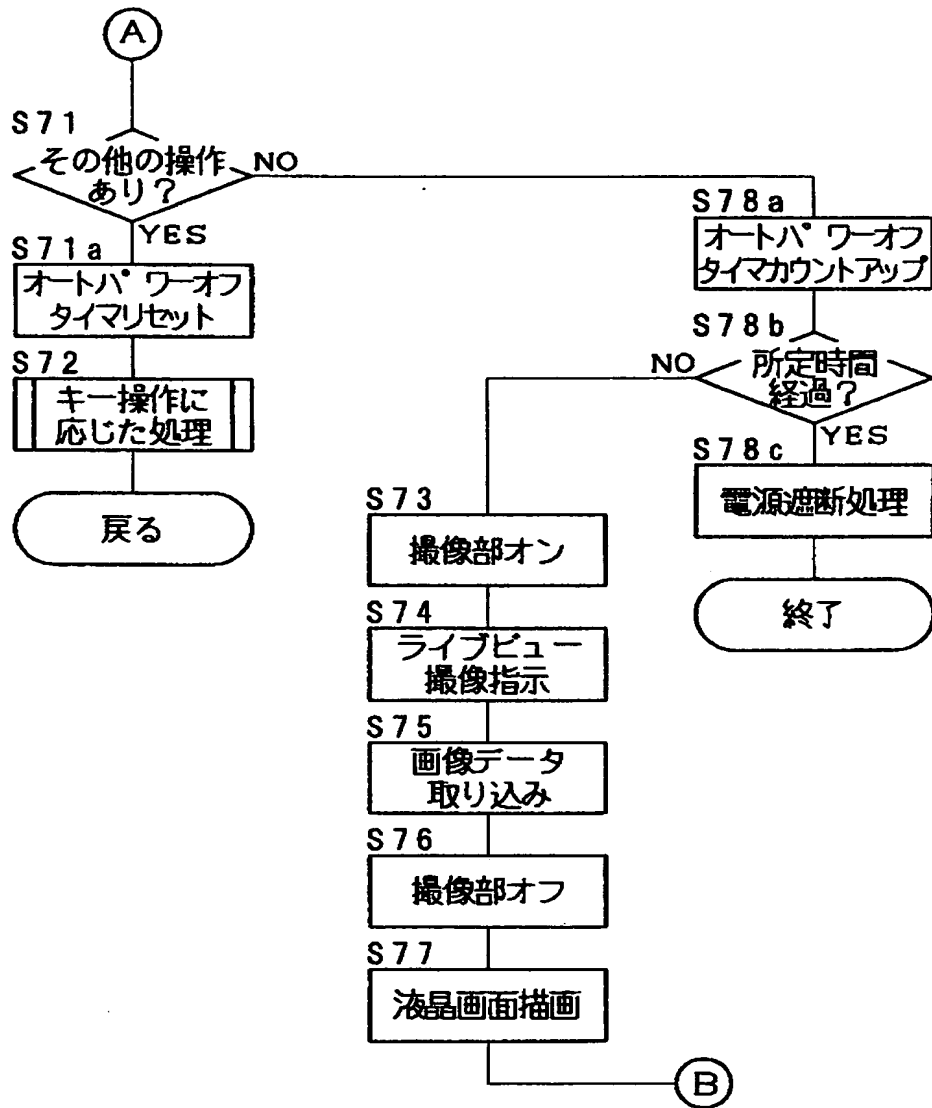 A
S71
その他の操作
あり？
NO
YES
S71a
オートパワーオフ
タイマリセット
S72
キー操作に
応じた処理
戻る
S78a
オートパワーオフ
タイマカウントアップ
S78b
所定時間
経過？
NO
YES
S78c
電源遮断処理
終了
S73
撮像部オン
S74
ライブビュー
撮像指示
S75
画像データ
取り込み
S76
撮像部オフ
S77
液晶画面描画
B